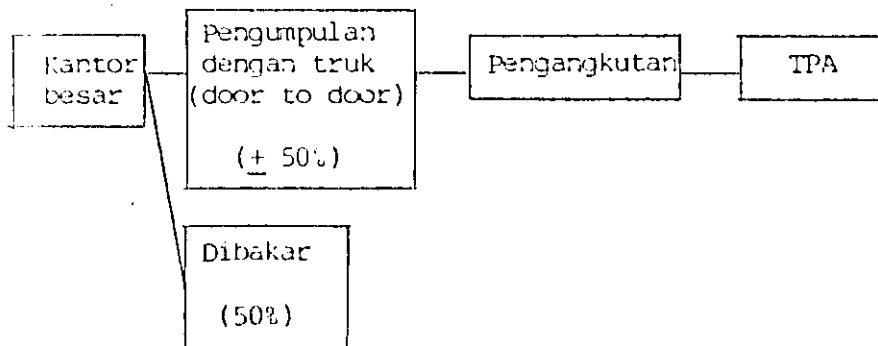 Kantor
besar
Pengumpulan
dengan truk
(door to door)
(± 50%)
Pengangkutan
TPA
Dibakar
(50%)